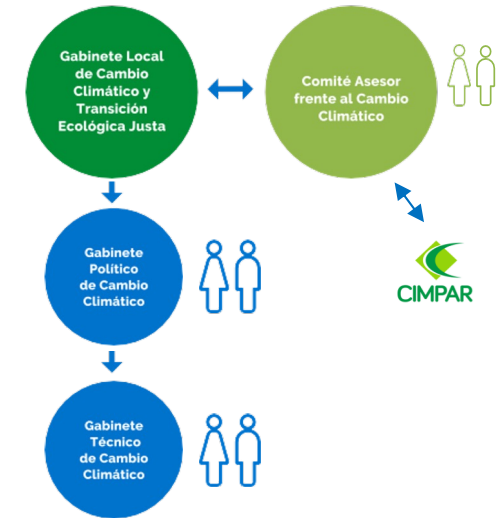 Gabinete Local
de Cambio
Climático y
Transición
Ecológica Justa
Comité Asesor
frente al Cambio
Climático
Gabinete
Político
de Cambio
Climático
CIMPAR
Gabinete
Técnico
de Cambio
Climático